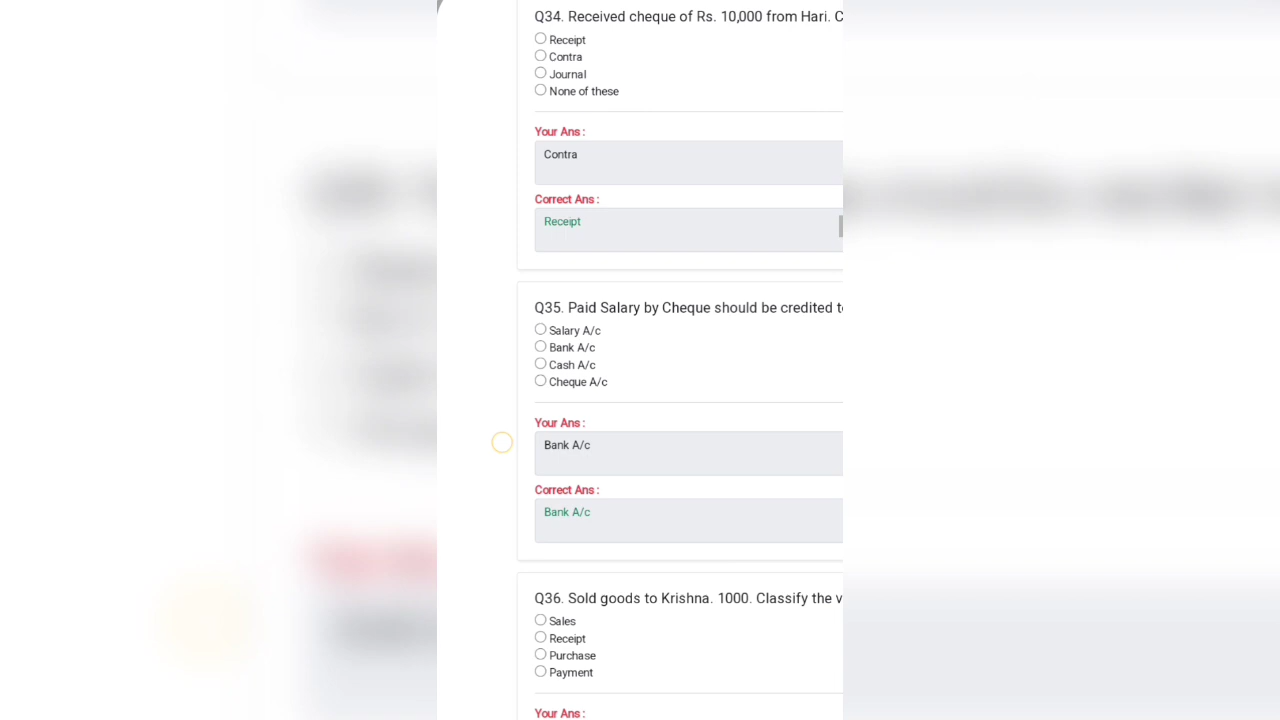 Q34. Received cheque of Rs. 10,000 from Hari. C
Receipt
Contra
Journal
None of these
Your Ans :
Contra
Correct Ans :
Receipt
Q35. Paid Salary by Cheque should be credited t
Salary A/c
Bank A/c
Cash A/c
Cheque A/c
Your Ans :
Bank A/c
Correct Ans :
Bank A/c
Q36. Sold goods to Krishna. 1000. Classify the v
Sales
Receipt
Purchase
Payment
Your Ans :